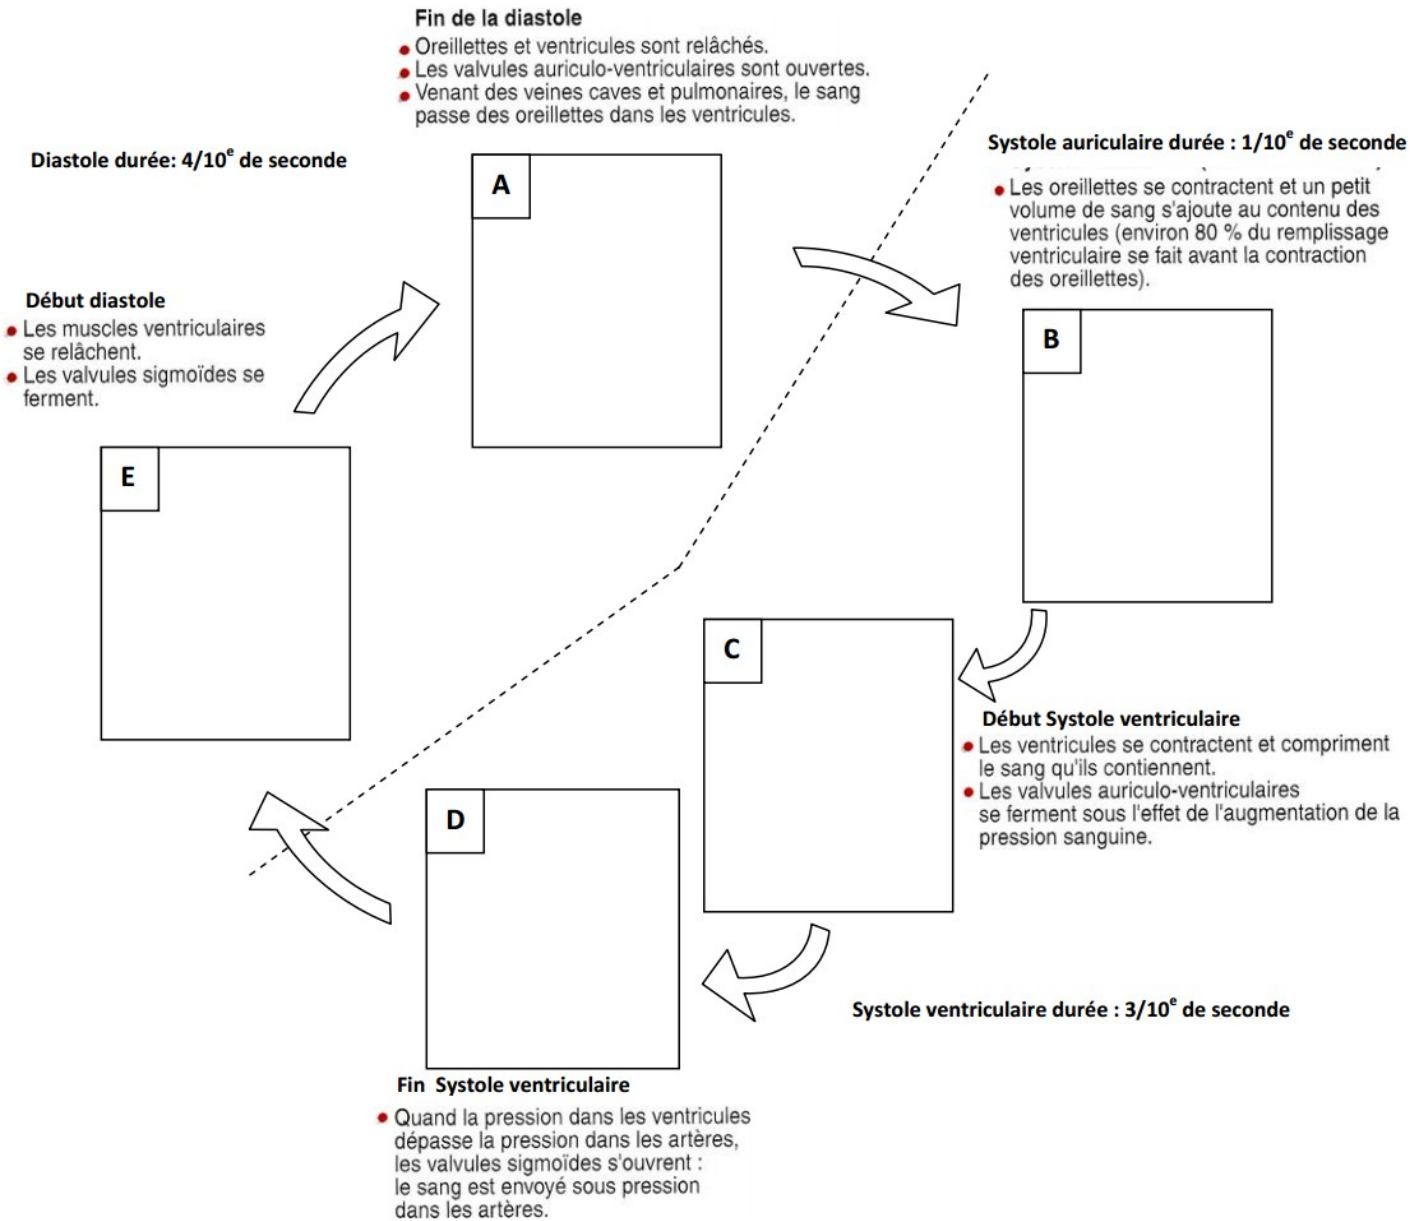 Fin de la diastole
• Oreillettes et ventricules sont relâchés.
• Les valvules auriculo-ventriculaires sont ouvertes.
• Venant des veines caves et pulmonaires, le sang
passe des oreillettes dans les ventricules.
Diastole durée: 4/10e de seconde
A
Systole auriculaire durée : 1/10e de seconde
• Les oreillettes se contractent et un petit
volume de sang s'ajoute au contenu des
ventricules (environ 80 % du remplissage
ventriculaire se fait avant la contraction
des oreillettes).
B
Début diastole
• Les muscles ventriculaires
se relâchent.
• Les valvules sigmoïdes se
ferment.
E
C
Début Systole ventriculaire
• Les ventricules se contractent et compriment
le sang qu'ils contiennent.
• Les valvules auriculo-ventriculaires
se ferment sous l'effet de l'augmentation de la
pression sanguine.
D
Systole ventriculaire durée : 3/10e de seconde
Fin Systole ventriculaire
• Quand la pression dans les ventricules
dépasse la pression dans les artères,
les valvules sigmoïdes s'ouvrent :
le sang est envoyé sous pression
dans les artères.